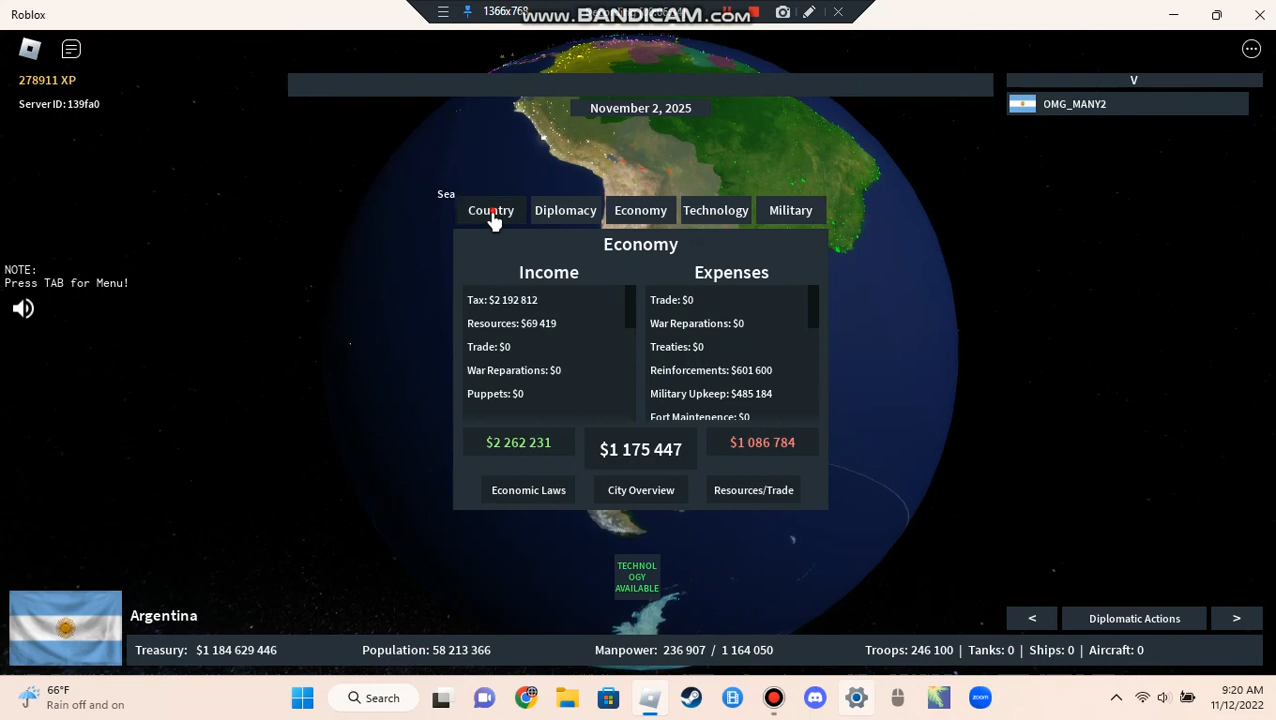 Roblox
1366x768
www.BANDICAM.com
278911 XP
Server ID: 139fa0
November 2, 2025
V
OMG_MANY2
Sea
Country
Diplomacy
Economy
Technology
Military
Economy
Income
Expenses
Tax: $2 192 812
Resources: $69 419
Trade: $0
War Reparations: $0
Puppets: $0
Trade: $0
War Reparations: $0
Treaties: $0
Reinforcements: $601 600
Military Upkeep: $485 184
Fort Maintenence: $0
$2 262 231
$1 175 447
$1 086 784
Economic Laws
City Overview
Resources/Trade
NOTE:
Press TAB for Menu!
TECHNOL
OGY
AVAILABLE
Argentina
< Diplomatic Actions >
Treasury: $1 184 629 446
Population: 58 213 366
Manpower: 236 907 / 1 164 050
Troops: 246 100 | Tanks: 0 | Ships: 0 | Aircraft: 0
66°F
Rain off and on
Search
zoom
9:20 AM
11/12/2022